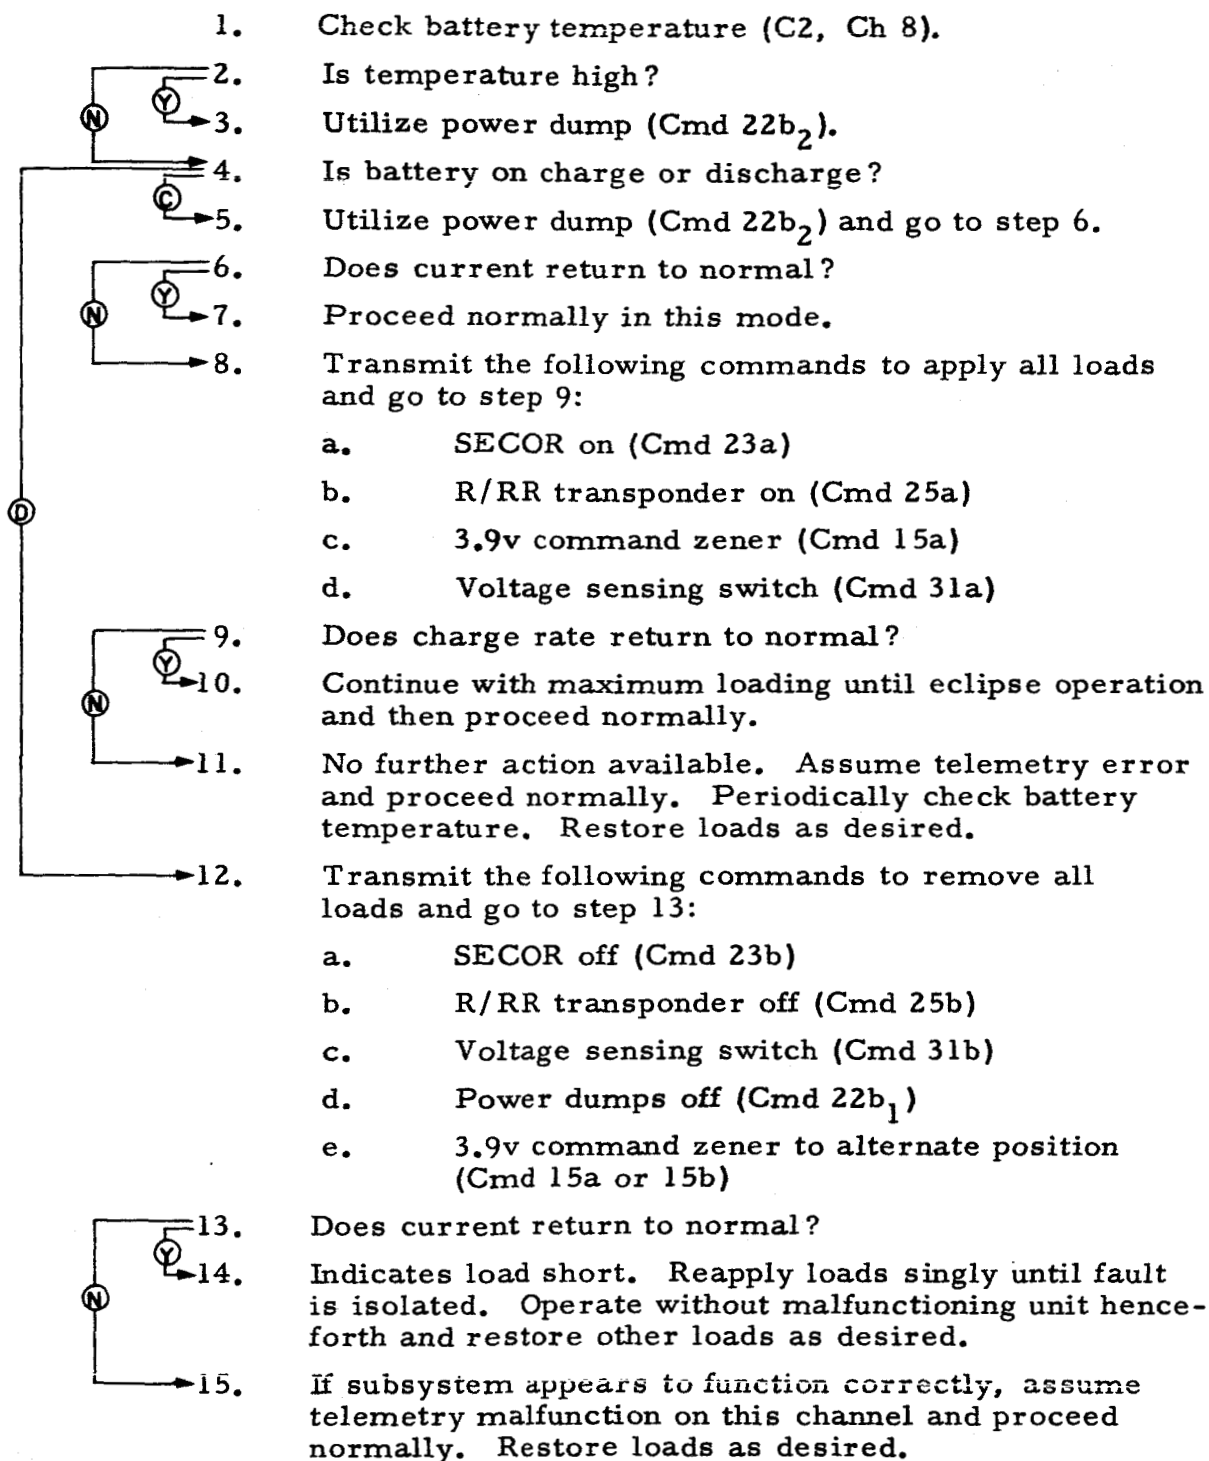 1. Check battery temperature (C2, Ch 8).
2. Is temperature high?
Y
N
3. Utilize power dump (Cmd 22b2).
4. Is battery on charge or discharge?
C
5. Utilize power dump (Cmd 22b2) and go to step 6.
6. Does current return to normal?
Y
N
7. Proceed normally in this mode.
8. Transmit the following commands to apply all loads
and go to step 9:
a. SECOR on (Cmd 23a)
b. R/RR transponder on (Cmd 25a)
D
c. 3.9v command zener (Cmd 15a)
d. Voltage sensing switch (Cmd 31a)
9. Does charge rate return to normal?
Y
10. Continue with maximum loading until eclipse operation
N
and then proceed normally.
11. No further action available. Assume telemetry error
and proceed normally. Periodically check battery
temperature. Restore loads as desired.
12. Transmit the following commands to remove all
loads and go to step 13:
a. SECOR off (Cmd 23b)
b. R/RR transponder off (Cmd 25b)
c. Voltage sensing switch (Cmd 31b)
d. Power dumps off (Cmd 22b1)
e. 3.9v command zener to alternate position
(Cmd 15a or 15b)
13. Does current return to normal?
Y
14. Indicates load short. Reapply loads singly until fault
N
is isolated. Operate without malfunctioning unit hence-
forth and restore other loads as desired.
15. If subsystem appears to function correctly, assume
telemetry malfunction on this channel and proceed
normally. Restore loads as desired.